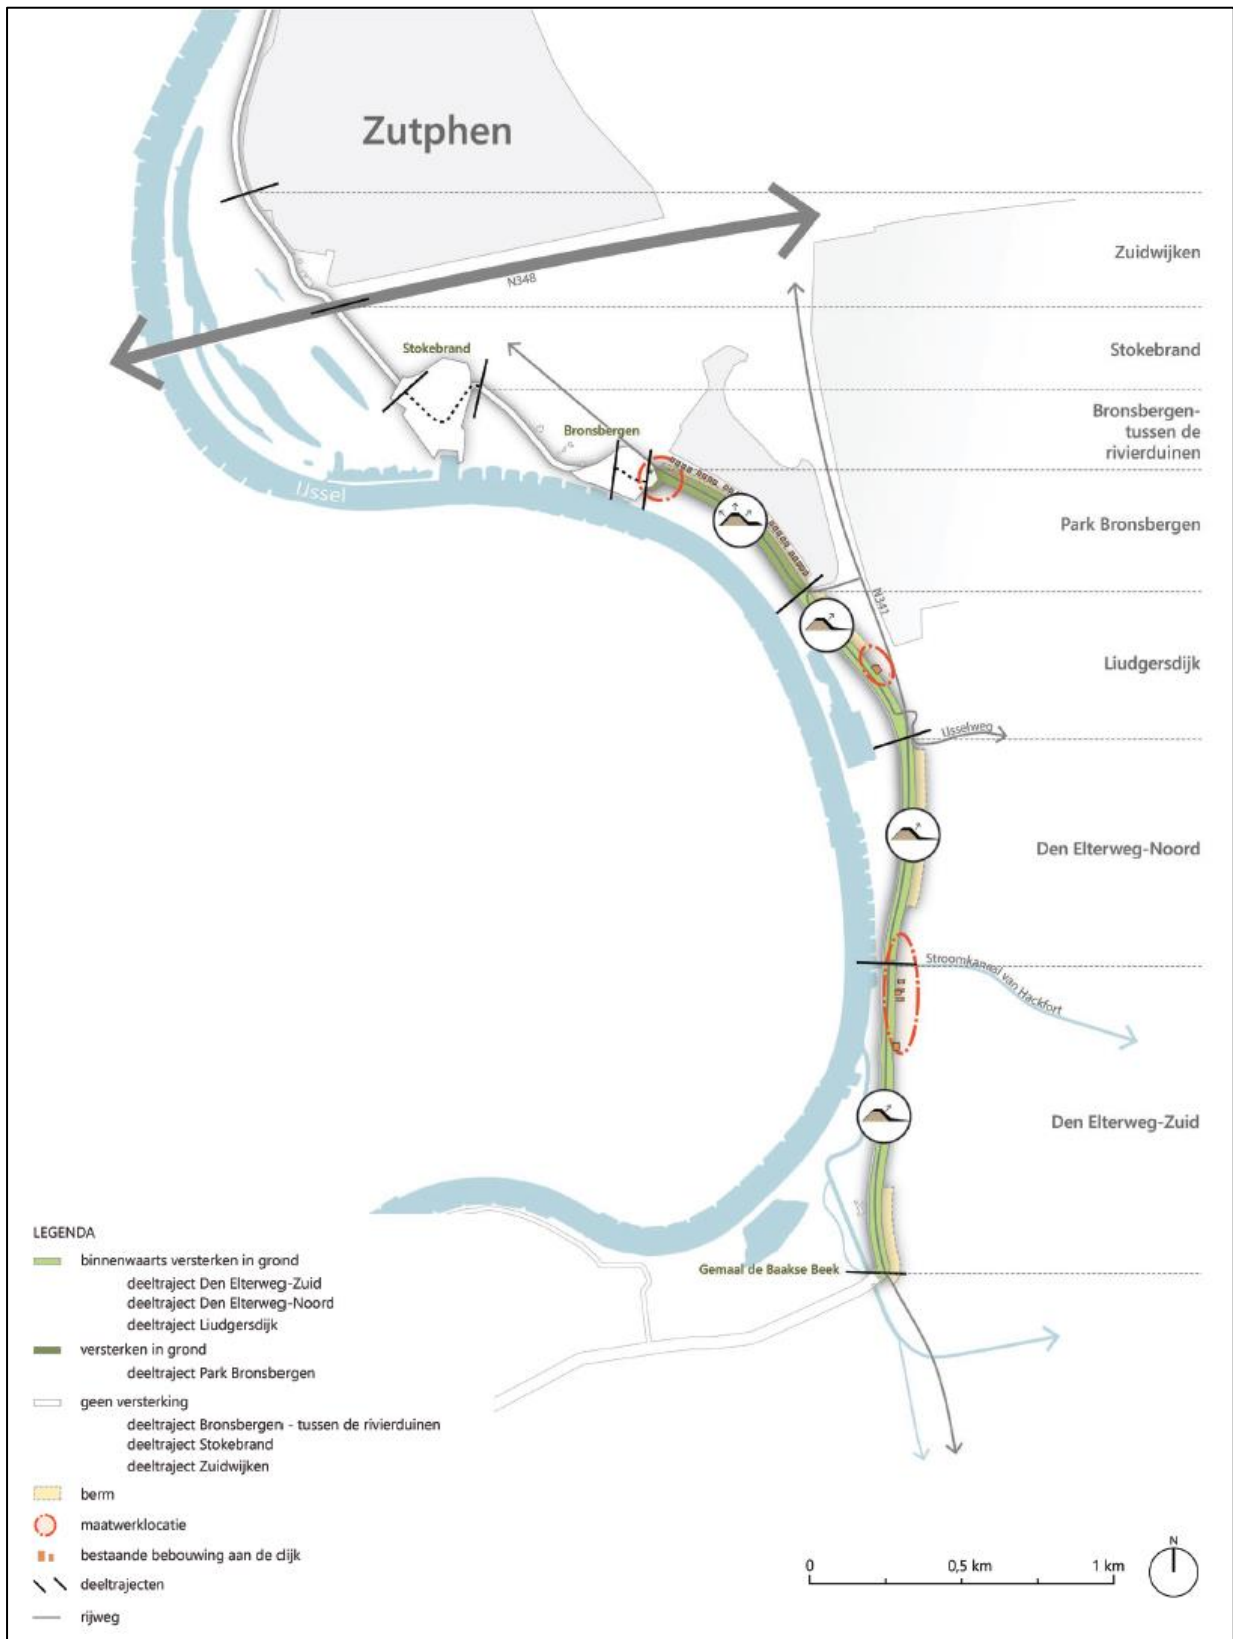 Zutphen
Zuidwijken
N348
Stokebrand
Stokebrand
Bronsbergen-
tussen de
rivierduinen
Bronsbergen
IJssel
Park Bronsbergen
N341
Liudgersdijk
IJsselweg
Den Elterweg-Noord
Stroomkanaal van Hackfort
Den Elterweg-Zuid
Gemaal de Baakse Beek
LEGENDA
binnenwaarts versterken in grond
deeltraject Den Elterweg-Zuid
deeltraject Den Elterweg-Noord
deeltraject Liudgersdijk
versterken in grond
deeltraject Park Bronsbergen
geen versterking
deeltraject Bronsbergen - tussen de rivierduinen
deeltraject Stokebrand
deeltraject Zuidwijken
berm
maatwerklocatie
bestaande bebouwing aan de dijk
deeltrajecten
rijweg
0 0,5 km 1 km
N